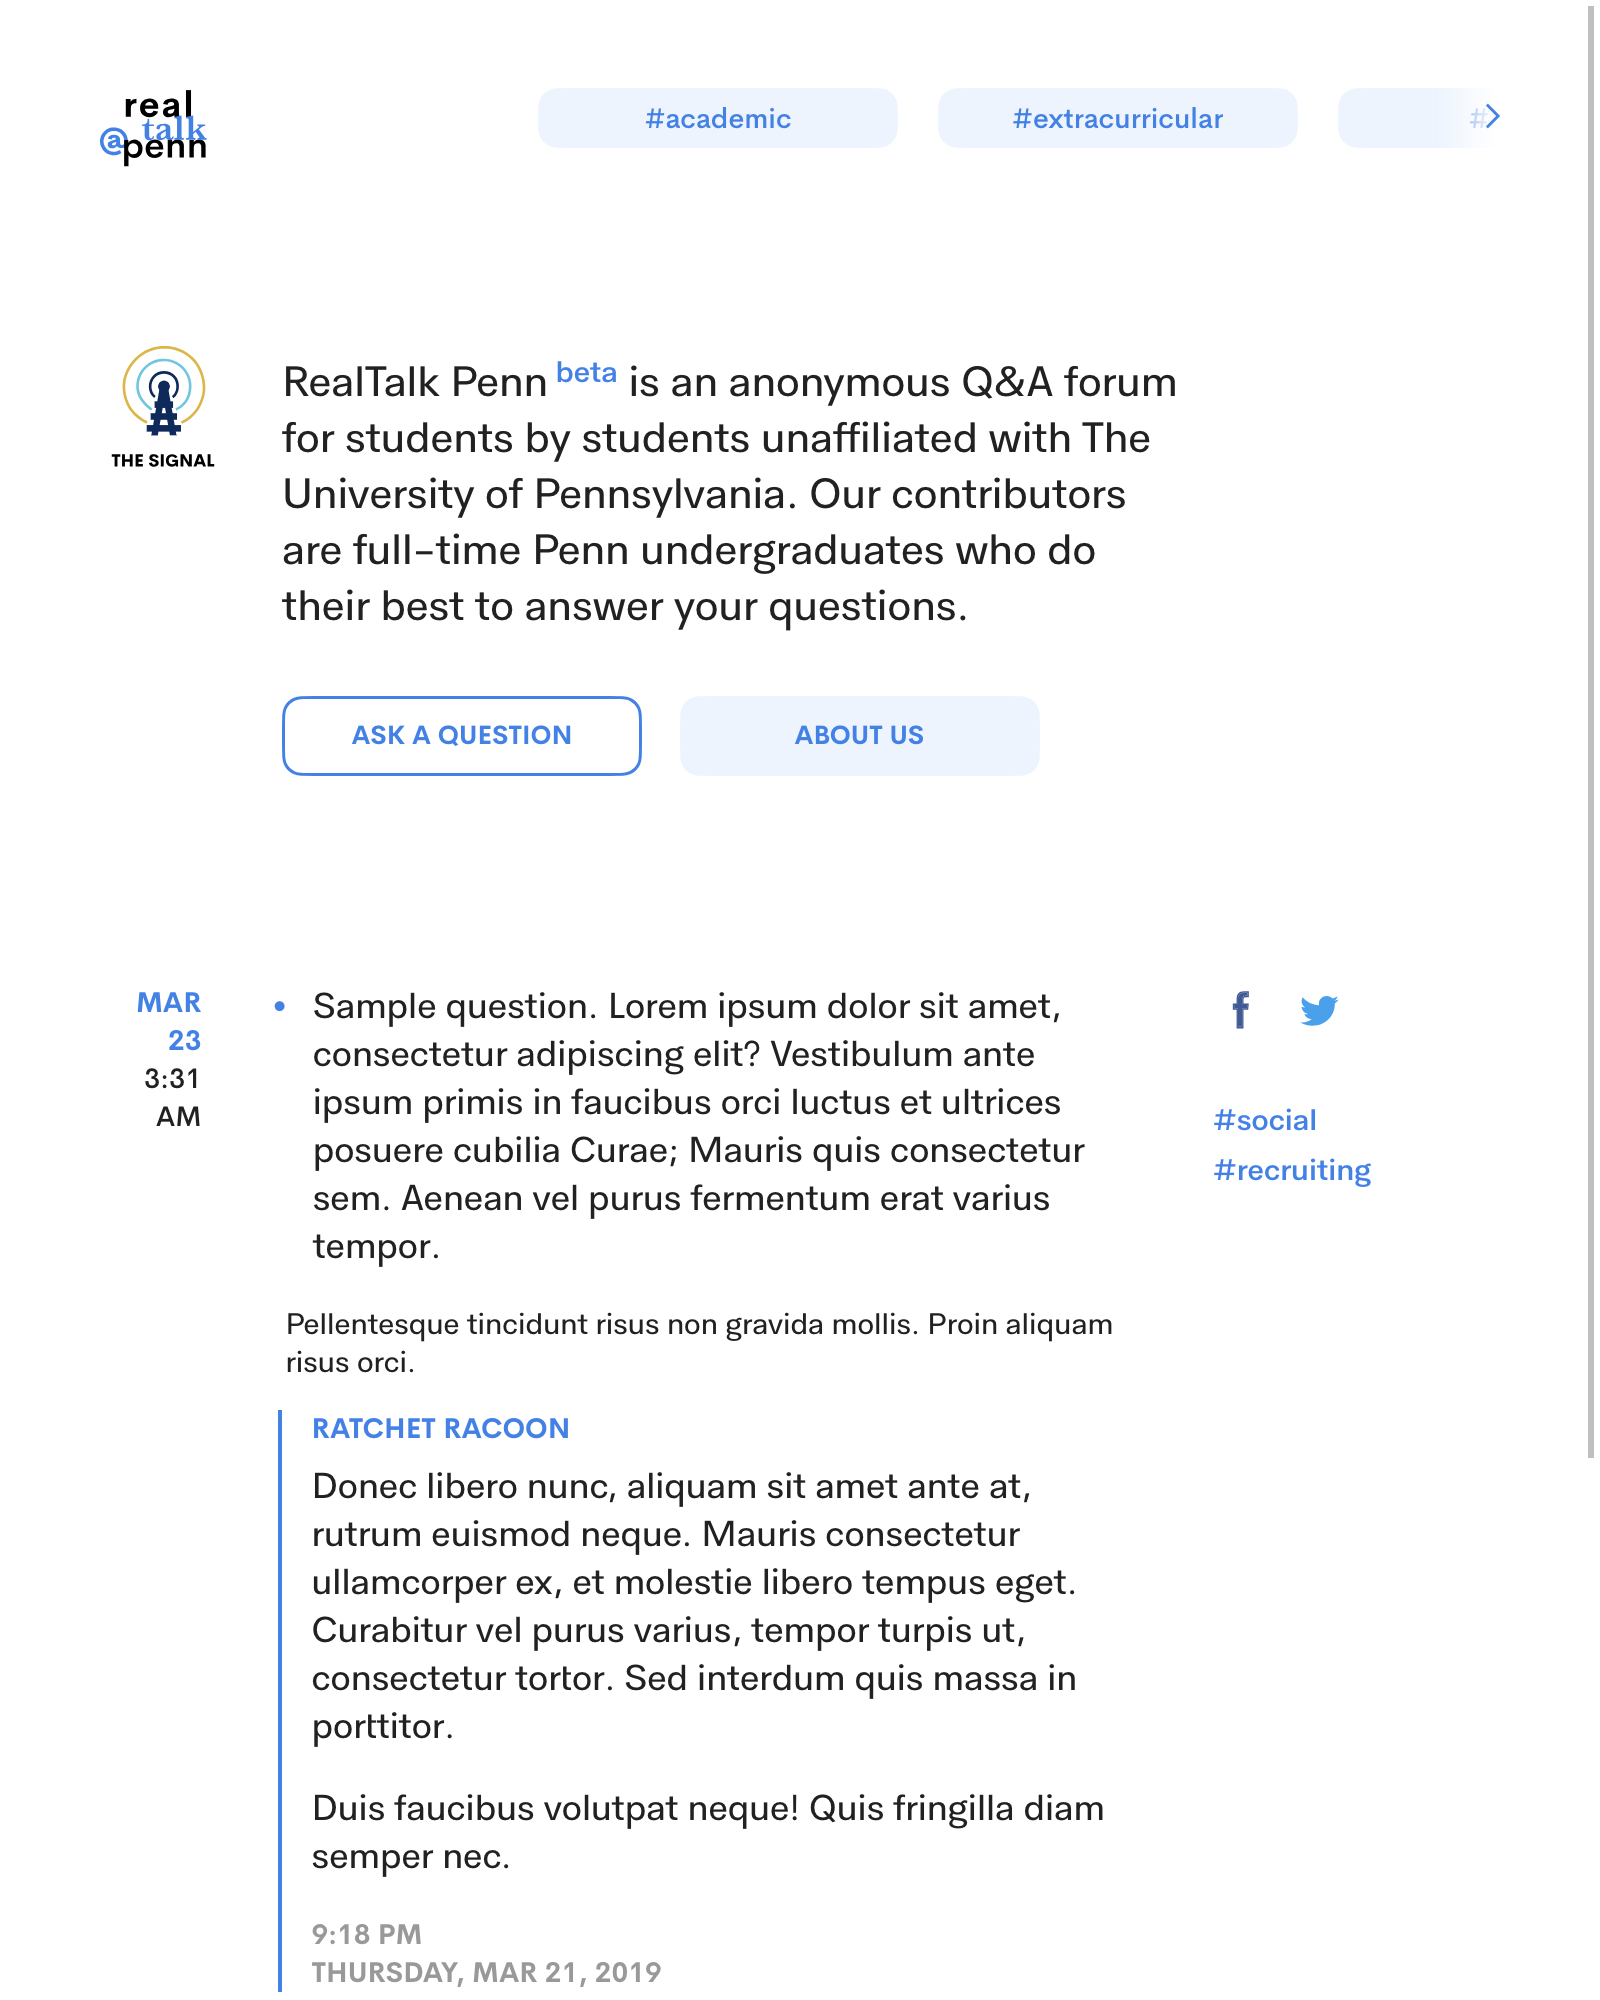 real
talk
@penn
#academic
#extracurricular
#
THE SIGNAL
RealTalk Penn beta is an anonymous Q&A forum
for students by students unaffiliated with The
University of Pennsylvania. Our contributors
are full-time Penn undergraduates who do
their best to answer your questions.
ASK A QUESTION
ABOUT US
MAR
23
3:31
AM
• Sample question. Lorem ipsum dolor sit amet,
consectetur adipiscing elit? Vestibulum ante
ipsum primis in faucibus orci luctus et ultrices
posuere cubilia Curae; Mauris quis consectetur
sem. Aenean vel purus fermentum erat varius
tempor.
#social
#recruiting
Pellentesque tincidunt risus non gravida mollis. Proin aliquam
risus orci.
RATCHET RACOON
Donec libero nunc, aliquam sit amet ante at,
rutrum euismod neque. Mauris consectetur
ullamcorper ex, et molestie libero tempus eget.
Curabitur vel purus varius, tempor turpis ut,
consectetur tortor. Sed interdum quis massa in
porttitor.
Duis faucibus volutpat neque! Quis fringilla diam
semper nec.
9:18 PM
THURSDAY, MAR 21, 2019